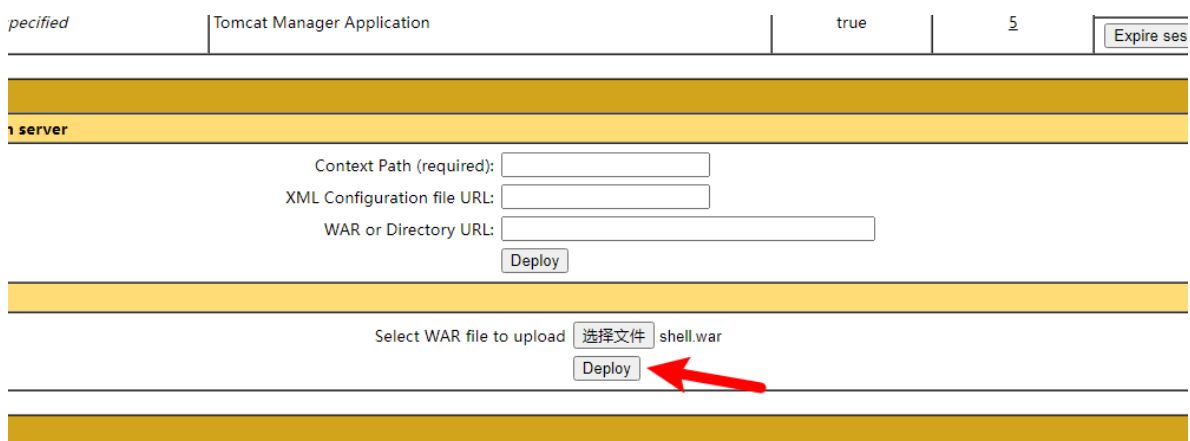 pecified Tomcat Manager Application true 5
Expire ses
server
Context Path (required):
XML Configuration file URL:
WAR or Directory URL:
Deploy
Select WAR file to upload 选择文件 shell.war
Deploy